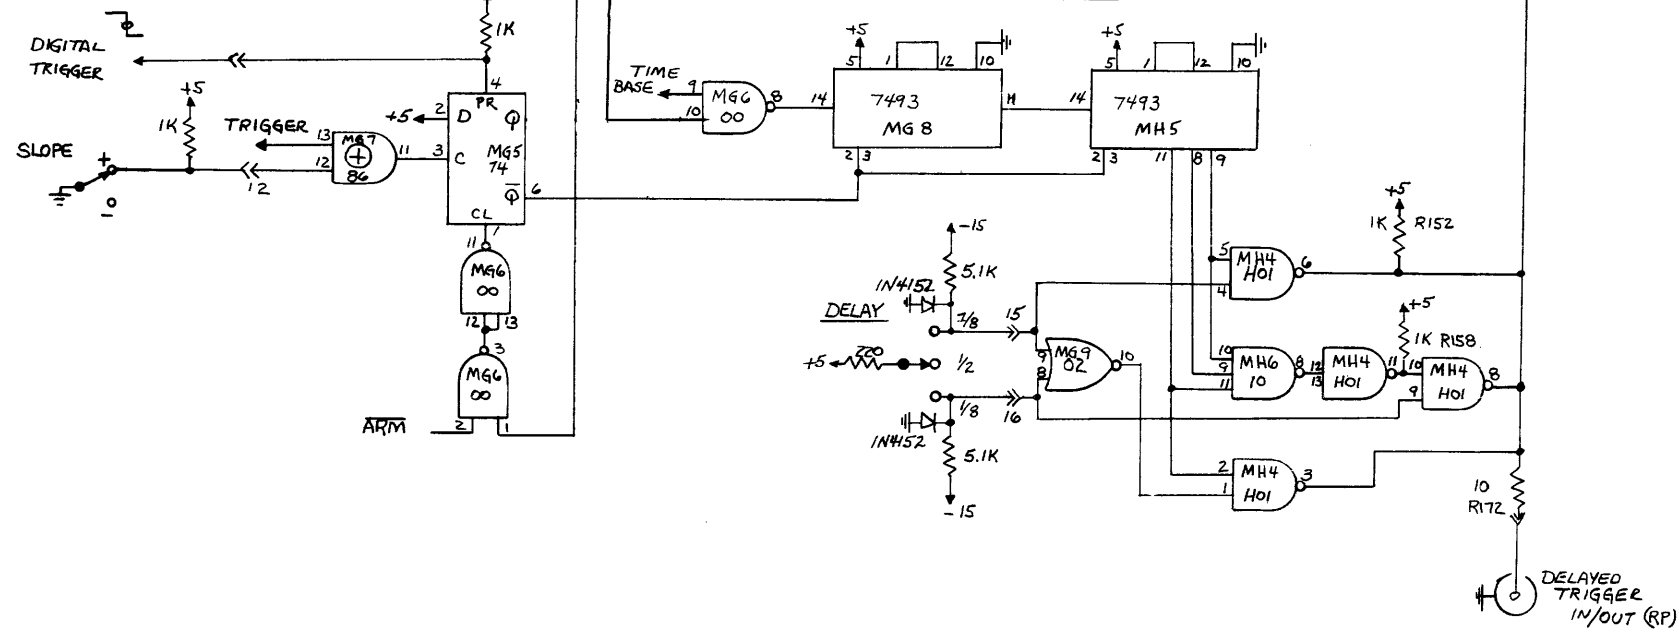 1K
DIGITAL
TRIGGER
+5
1K
SLOPE
+
-
12
TRIGGER
13
12
MG7
+
86
11
4
PR
2
D
Q
+5
3
C
MG5
74
Q̅
6
CL
1
11
MG6
00
12
13
3
MG6
00
ARM
2
1
TIME
BASE
9
10
MG6
00
8
14
+5
5
1
12
10
7493
MG8
11
2
3
14
+5
5
1
12
10
7493
MH5
2
3
11
8
9
-15
5.1K
1N4152
DELAY
7/8
15
+5
220
1/2
1/8
16
1N4152
5.1K
-15
9
8
MG9
02
10
5
4
MH4
H01
6
+5
1K
R152
10
9
11
MH6
10
8
12
13
MH4
H01
11
+5
1K R158
10
9
MH4
H01
8
2
1
MH4
H01
3
10
R172
DELAYED
TRIGGER
IN/OUT (RP)